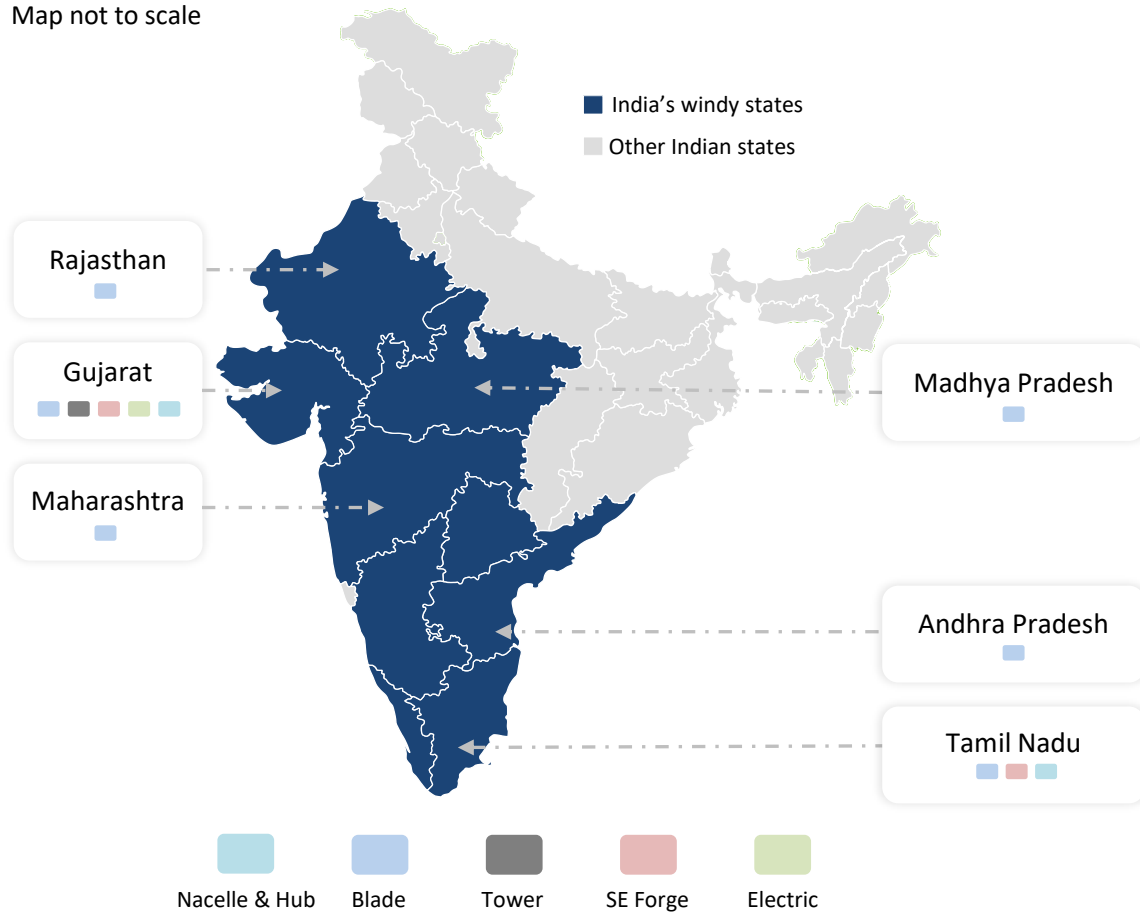 Map not to scale
India’s windy states
Other Indian states
Rajasthan
Gujarat
Maharashtra
Madhya Pradesh
Andhra Pradesh
Tamil Nadu
Nacelle & Hub
Blade
Tower
SE Forge
Electric